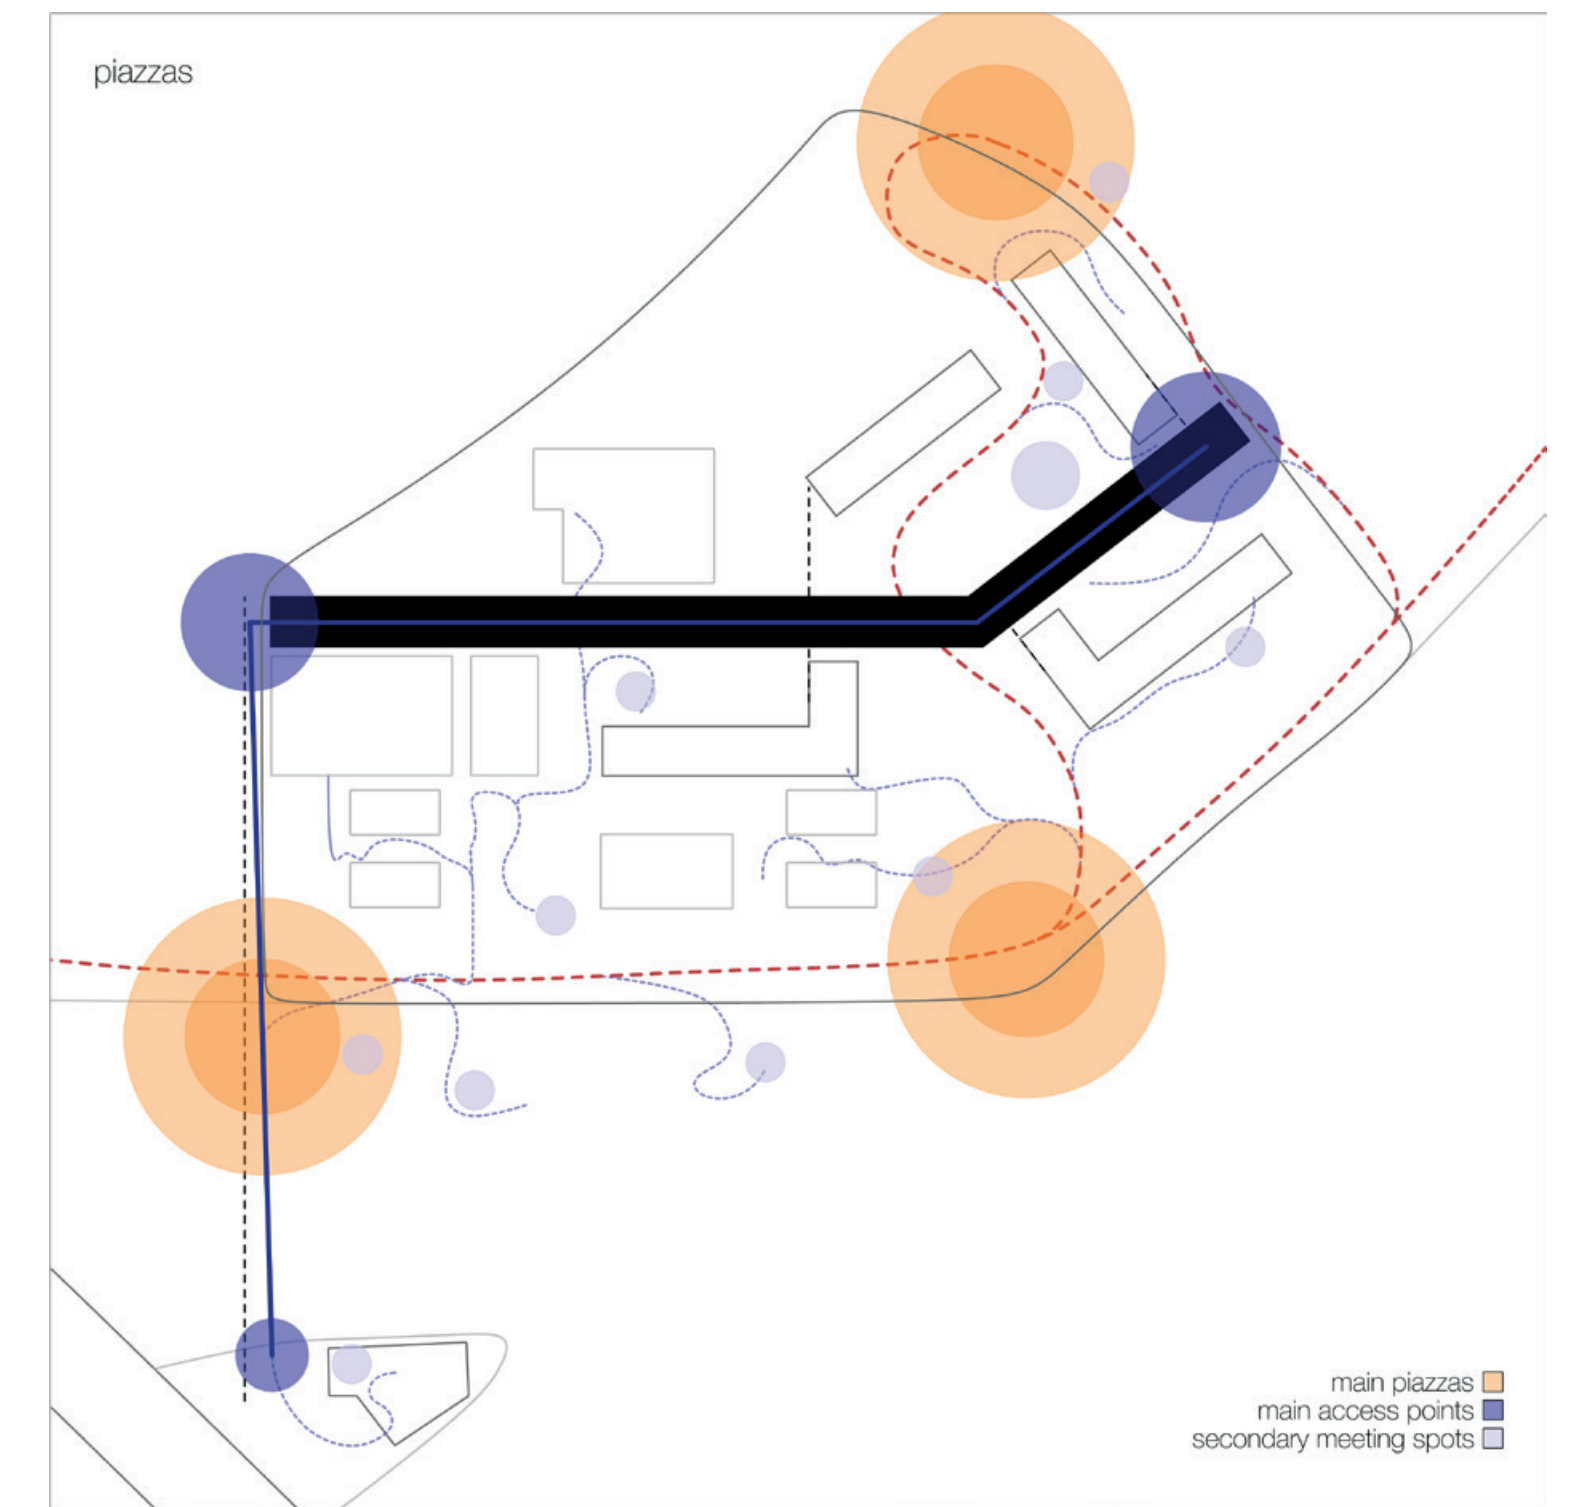 piazzas
main piazzas
main access points
secondary meeting spots